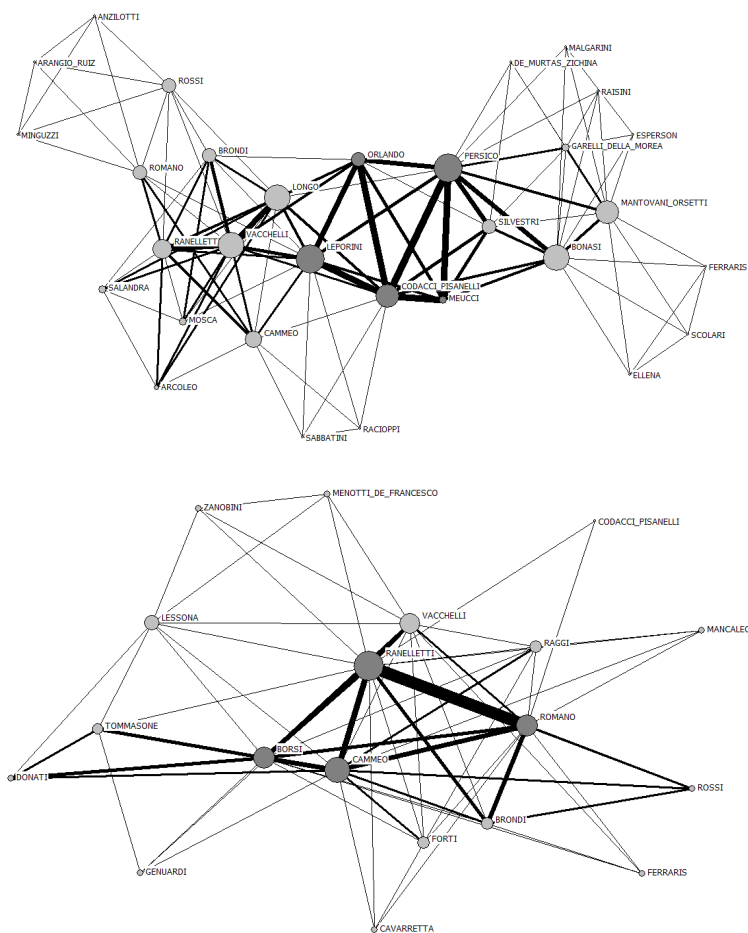 ANZILOTTI
MALGARINI
ARANGIO_RUIZ
DE_MURTAS_ZICHINA
ROSSI
RAISINI
MINGUZZI
ESPERSON
GARELLI_DELLA_MOREA
BRONDI
ORLANDO
PERSICO
ROMANO
LONGO
MANTOVANI_ORSETTI
SILVESTRI
RANELLETTI
VACCHELLI
LEPORINI
BONASI
FERRARIS
SALANDRA
CODACCI_PISANELLI
MEUCCI
MOSCA
CAMMEO
SCOLARI
ELLENA
ARCOLEO
RACIOPPI
SABBATINI
MENOTTI_DE_FRANCESCO
ZANOBINI
CODACCI_PISANELLI
LESSONA
VACCHELLI
MANCALEO
RAGGI
RANELLETTI
TOMMASONE
ROMANO
BORSI
CAMMEO
DONATI
ROSSI
BRONDI
FORTI
GENUARDI
FERRARIS
CAVARRETTA